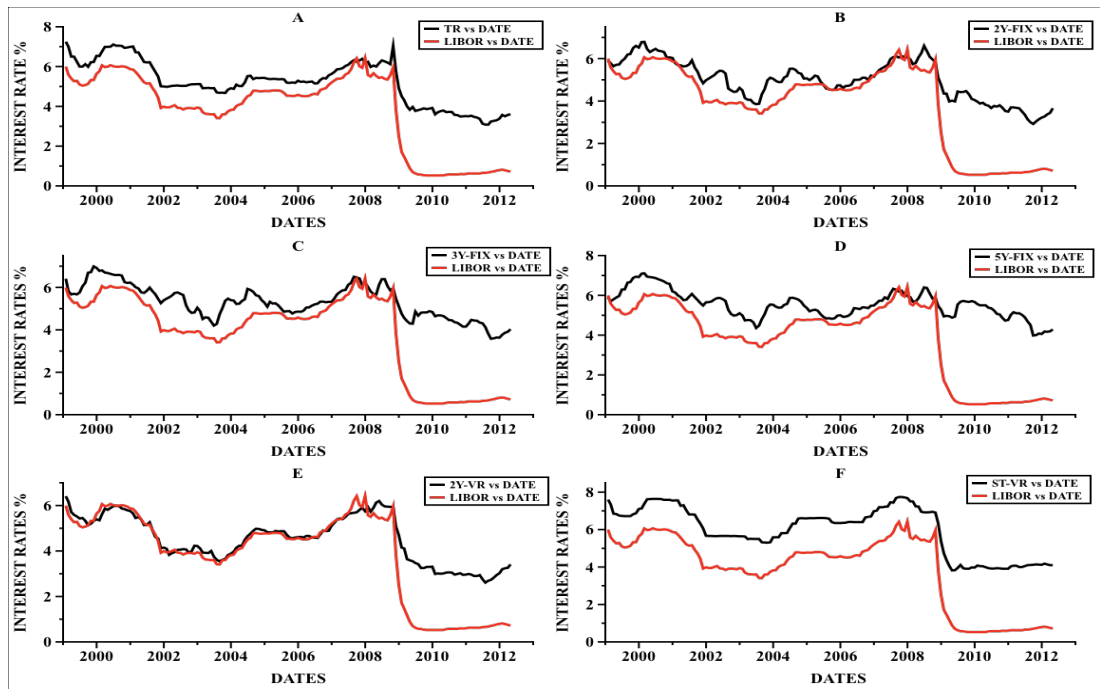 A
TR vs DATE
LIBOR vs DATE
INTEREST RATE %
8
6
4
2
0
2000 2002 2004 2006 2008 2010 2012
DATES
B
2Y-FIX vs DATE
LIBOR vs DATE
INTEREST RATE %
6
4
2
0
2000 2002 2004 2006 2008 2010 2012
DATES
C
3Y-FIX vs DATE
LIBOR vs DATE
INTEREST RATES %
6
4
2
0
2000 2002 2004 2006 2008 2010 2012
DATES
D
5Y-FIX vs DATE
LIBOR vs DATE
INTEREST RATES %
8
6
4
2
0
2000 2002 2004 2006 2008 2010 2012
DATES
E
2Y-VR vs DATE
LIBOR vs DATE
INTEREST RATES %
6
4
2
0
2000 2002 2004 2006 2008 2010 2012
DATES
F
ST-VR vs DATE
LIBOR vs DATE
INTEREST RATES %
8
6
4
2
0
2000 2002 2004 2006 2008 2010 2012
DATES